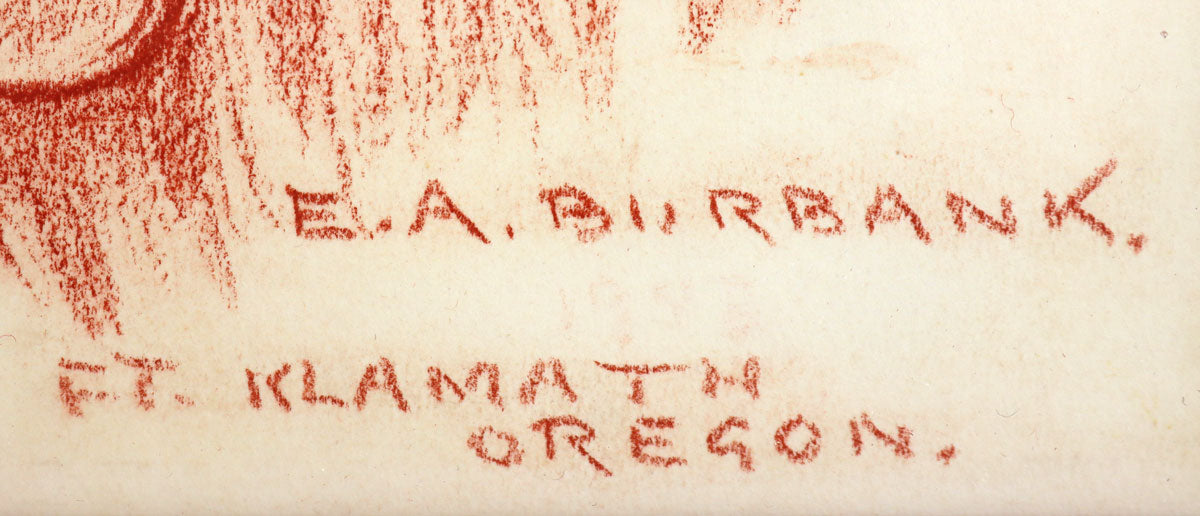 E.A. BURBANK.
FT. KLAMATH
OREGON.